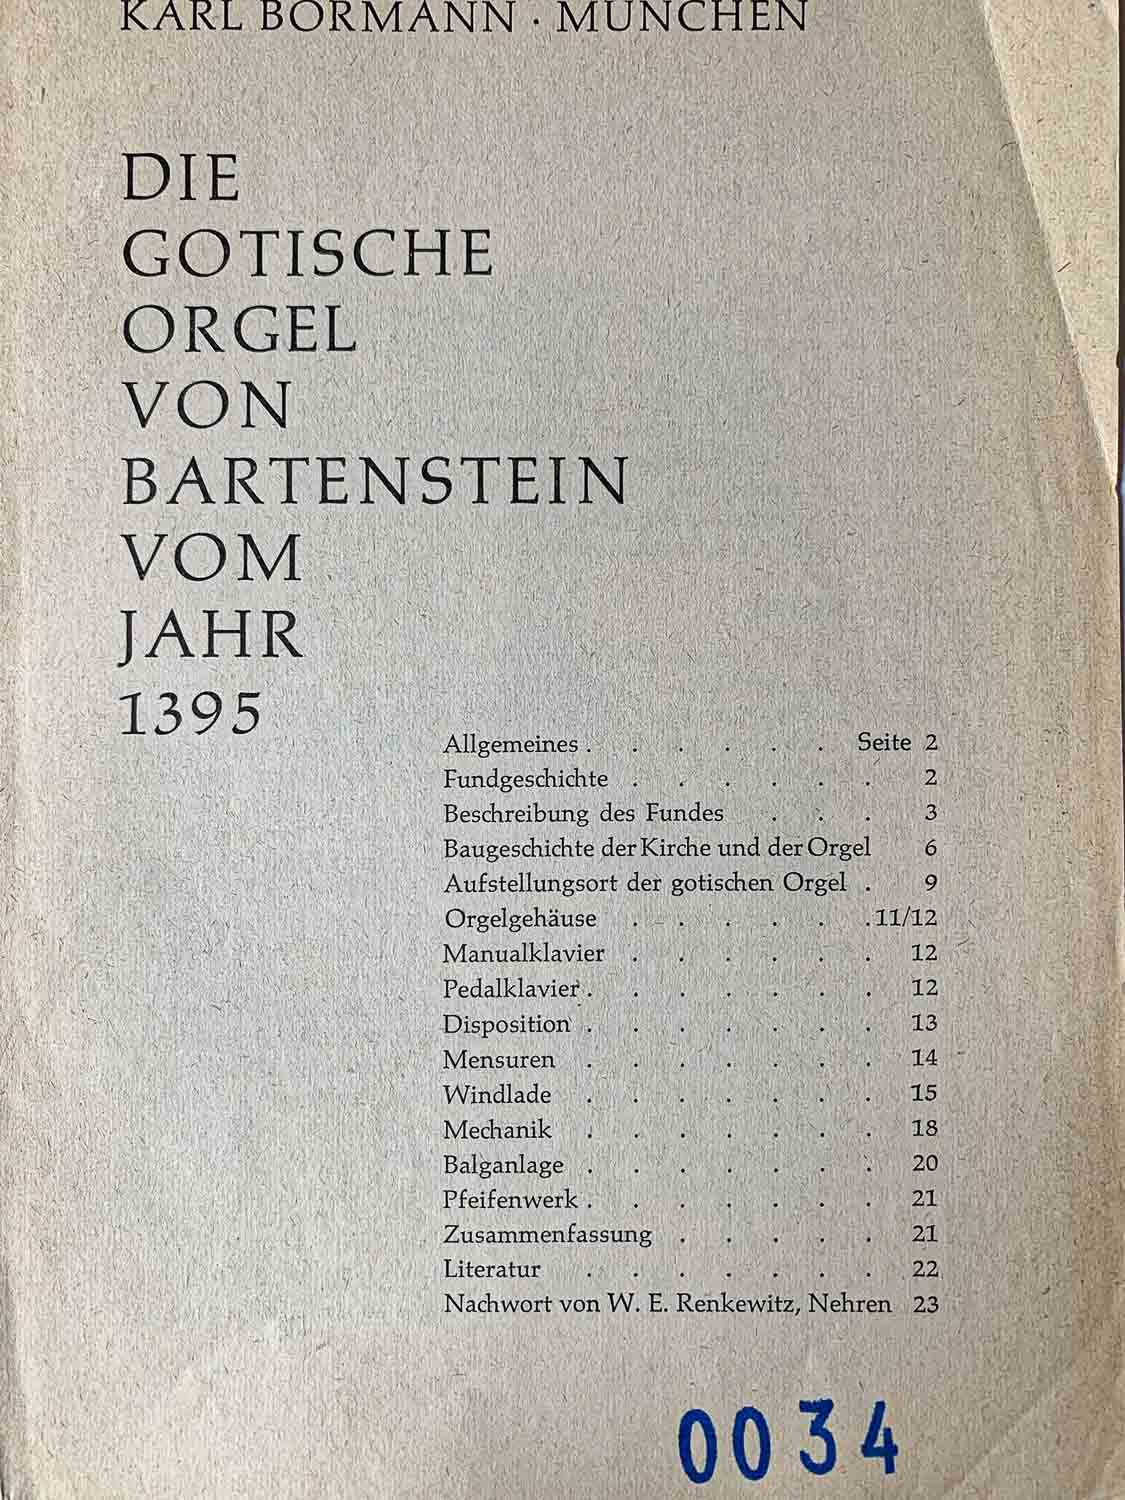 KARL BORMANN · MÜNCHEN
DIE
GOTISCHE
ORGEL
VON
BARTENSTEIN
VOM
JAHR
1395
Allgemeines . . . . . . Seite 2
Fundgeschichte . . . . . . 2
Beschreibung des Fundes . . . 3
Baugeschichte der Kirche und der Orgel 6
Aufstellungsort der gotischen Orgel . 9
Orgelgehäuse . . . . . . 11/12
Manualklavier . . . . . . 12
Pedalklavier . . . . . . . 12
Disposition . . . . . . . 13
Mensuren . . . . . . . 14
Windlade . . . . . . . 15
Mechanik . . . . . . . 18
Balganlage . . . . . . . 20
Pfeifenwerk . . . . . . . 21
Zusammenfassung . . . . . 21
Literatur . . . . . . . 22
Nachwort von W. E. Renkewitz, Nehren 23
0034